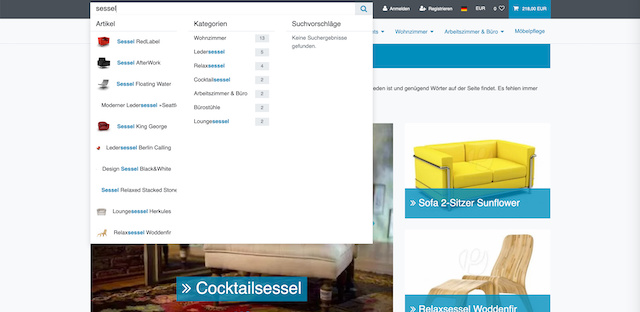 sessel
Anmelden
Registrieren
EUR
0
218,00 EUR
Artikel
Kategorien
Suchvorschläge
Sessel RedLabel
Sessel AfterWork
Sessel Floating Water
Moderner Ledersessel »Seattl
Sessel King George
Ledersessel Berlin Calling
Design Sessel Black&White
Sessel Relaxed Stacked Stone
Loungesessel Herkules
Relaxsessel Woddenfir
Wohnzimmer 13
Ledersessel
Relaxsessel 4
Cocktailsessel 2
Arbeitszimmer & Büro 2
Bürostühle 2
Loungesessel 2
Keine Suchergebnisse
gefunden.
Wohnzimmer
Arbeitszimmer & Büro
Möbelpflege
eden ist und genügend Wörter auf der Seite findet. Es fehlen immer
» Cocktailsessel
» Sofa 2-Sitzer Sunflower
» Relaxsessel Woddenfir